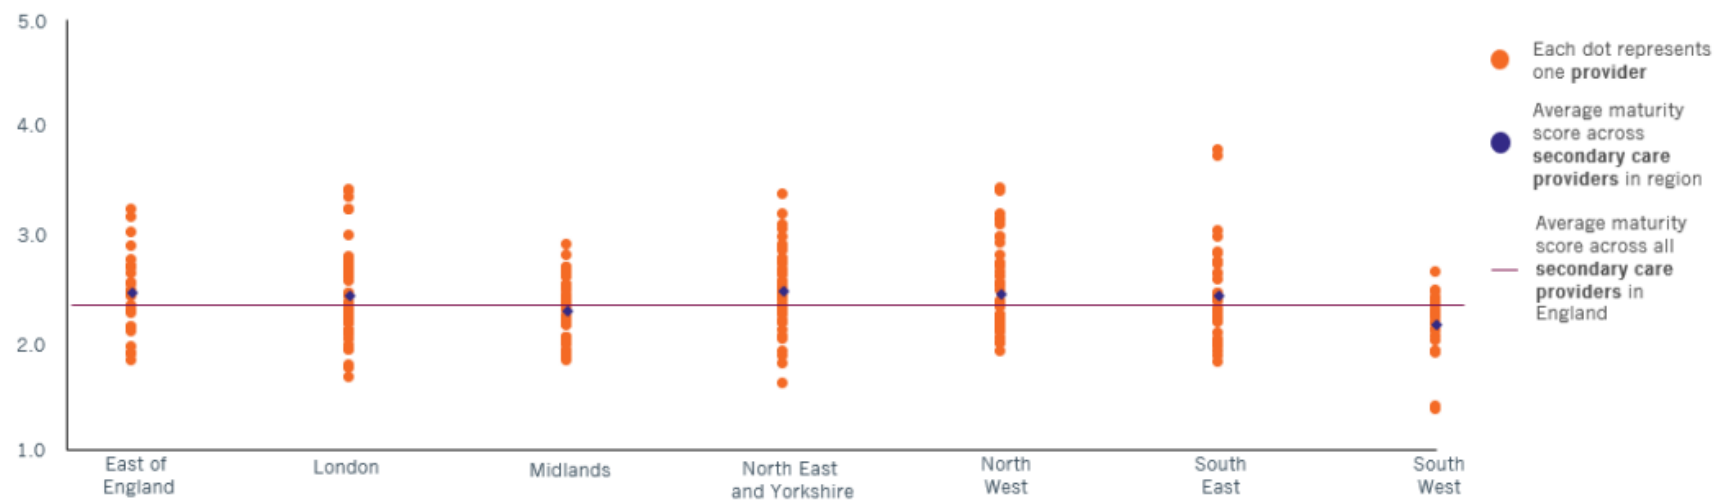 5.0
4.0
3.0
2.0
1.0
East of
England
London
Midlands
North East
and Yorkshire
North
West
South
East
South
West
Each dot represents
one provider
Average maturity
score across
secondary care
providers in region
Average maturity
score across all
secondary care
providers in
England